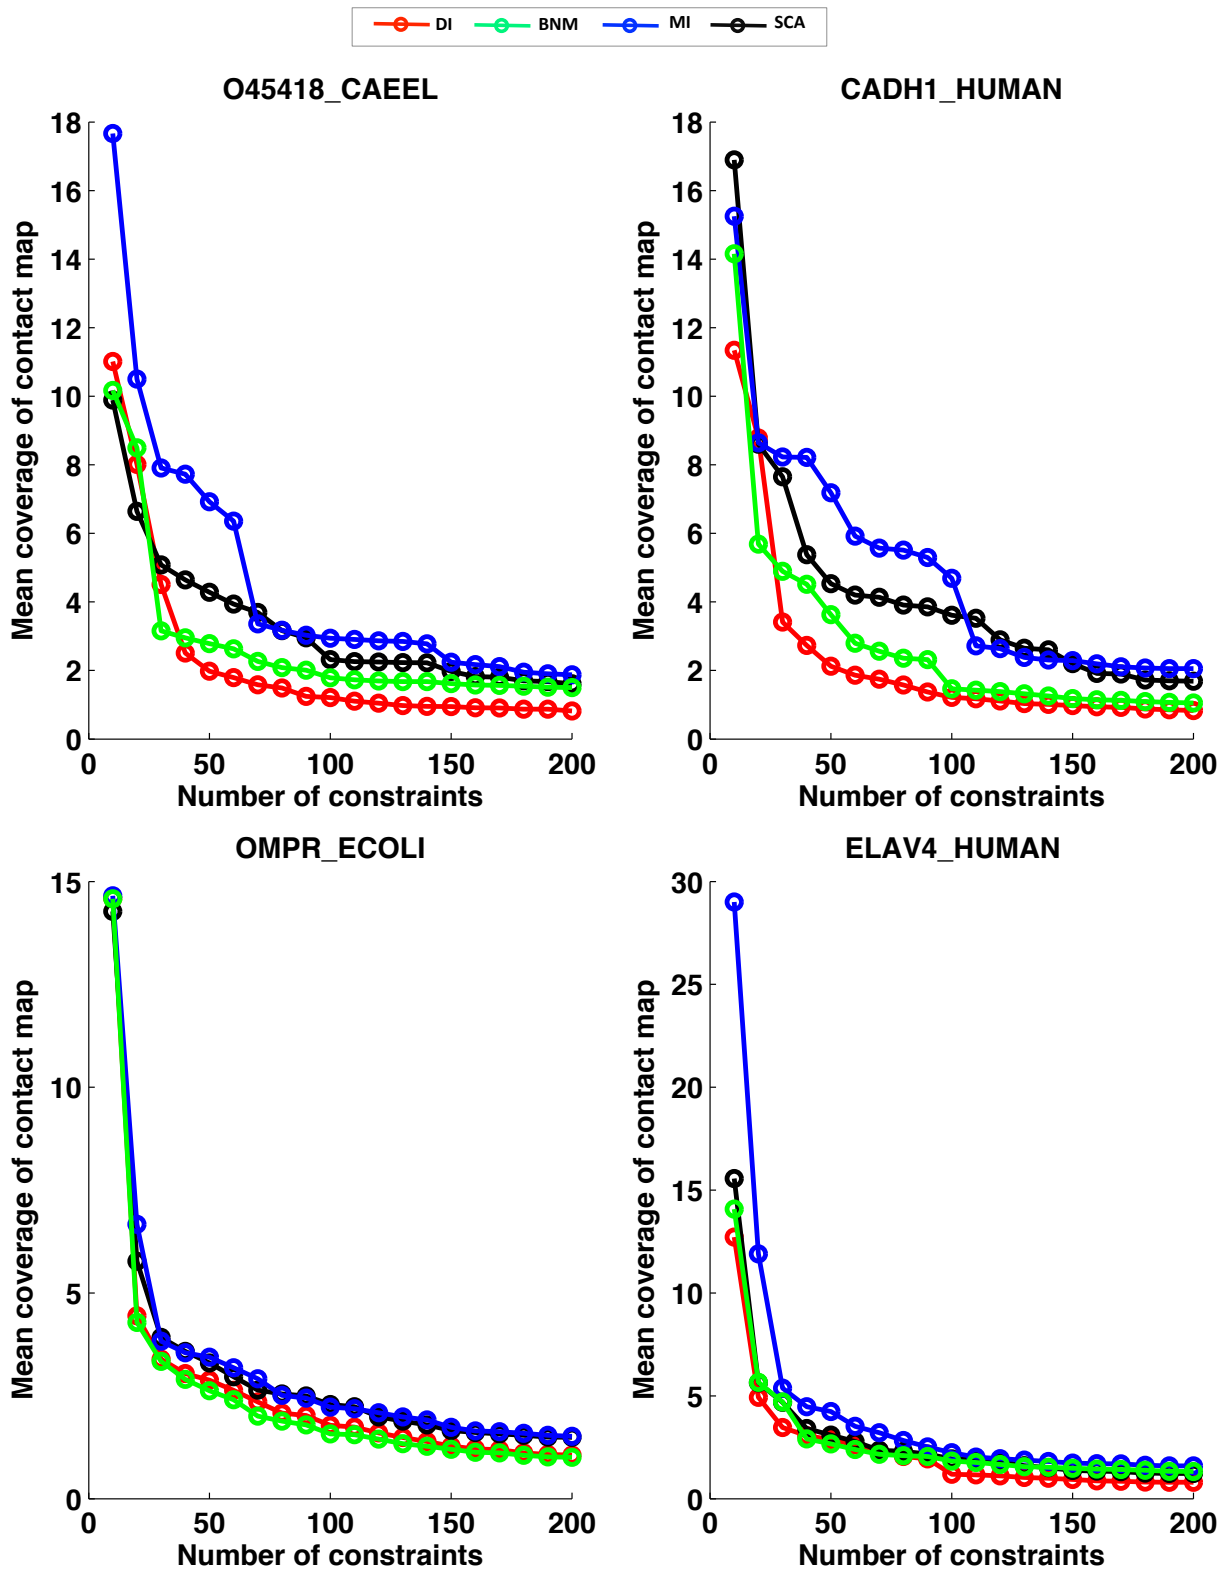 DI BNM MI SCA
O45418_CAEEL
Mean coverage of contact map
18
16
14
12
10
8
6
4
2
0
0 50 100 150 200
Number of constraints
CADH1_HUMAN
Mean coverage of contact map
18
16
14
12
10
8
6
4
2
0
0 50 100 150 200
Number of constraints
OMPR_ECOLI
Mean coverage of contact map
15
10
5
0
0 50 100 150 200
Number of constraints
ELAV4_HUMAN
Mean coverage of contact map
30
25
20
15
10
5
0
0 50 100 150 200
Number of constraints